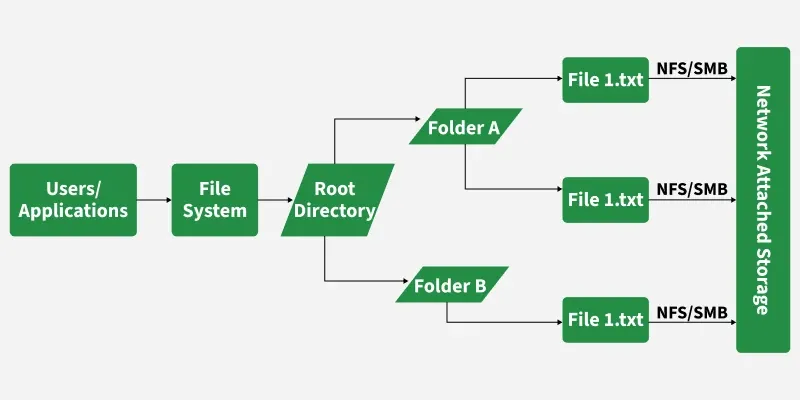 Users/
Applications
File
System
Root
Directory
Folder A
Folder B
File 1.txt
NFS/SMB
File 1.txt
NFS/SMB
File 1.txt
NFS/SMB
Network Attached Storage